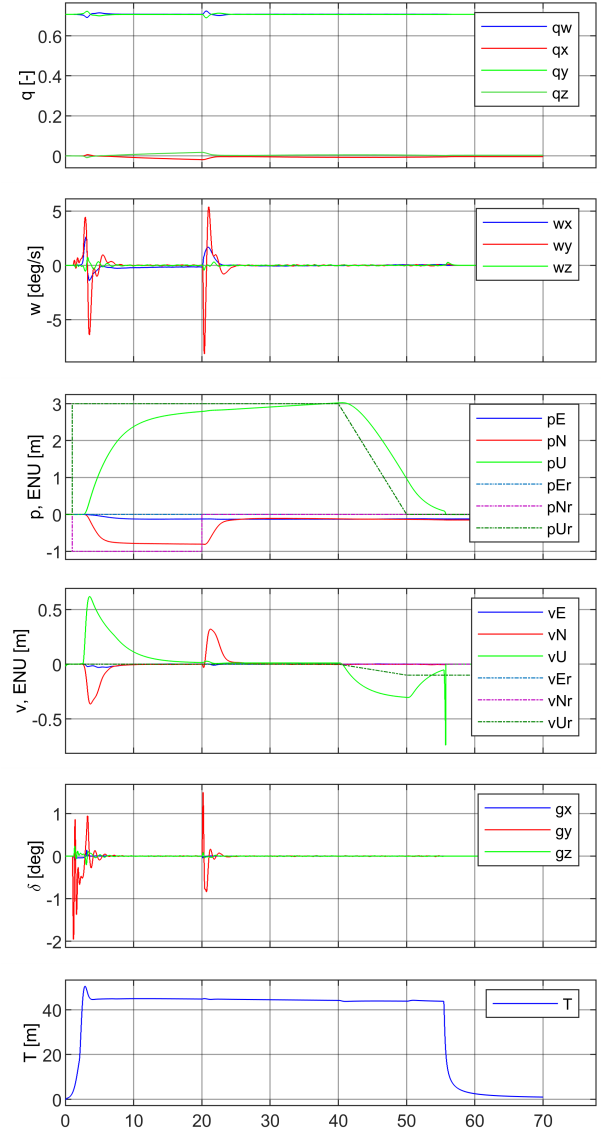 q [-]
0.6
0.4
0.2
0
qw
qx
qy
qz
w [deg/s]
5
0
-5
wx
wy
wz
p, ENU [m]
3
2
1
0
-1
pE
pN
pU
pEr
pNr
pUr
v, ENU [m]
0.5
0
-0.5
vE
vN
vU
vEr
vNr
vUr
δ [deg]
1
0
-1
-2
gx
gy
gz
T [m]
40
20
0
T
0 10 20 30 40 50 60 70